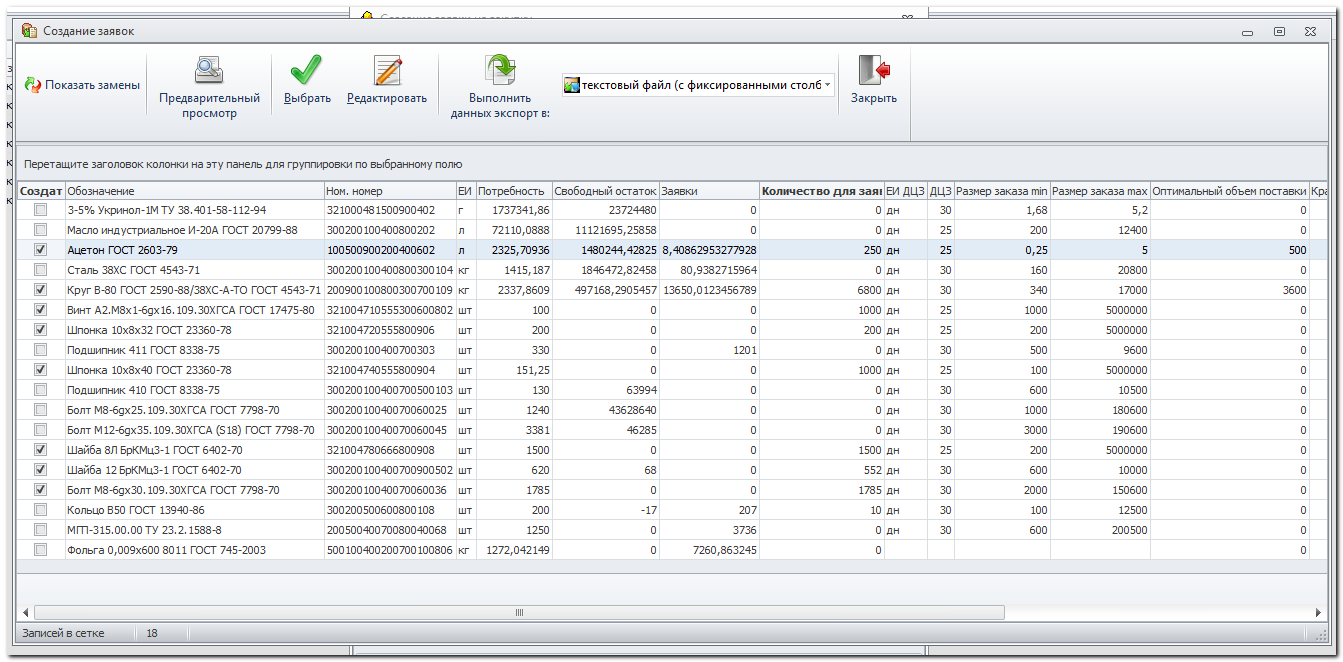 Создание заявок
Показать замены
Предварительный просмотр
Выбрать
Редактировать
Выполнить данных экспорт в:
текстовый файл (с фиксированными столб
Закрыть
Перетащите заголовок колонки на эту панель для группировки по выбранному полю
Создат Обозначение Ном. номер ЕИ Потребность Свободный остаток Заявки Количество для заяв ЕИ ДЦЗ ДЦЗ Размер заказа min Размер заказа max Оптимальный объем поставки Кра
3-5% Укринол-1М ТУ 38.401-58-112-94 321000481500900402 г 1737341,86 23724480 0 0 дн 30 1,68 5,2 0
Масло индустриальное И-20А ГОСТ 20799-88 300200100400800202 л 72110,0888 11121695,25858 0 0 дн 25 200 12400 0
Ацетон ГОСТ 2603-79 100500900200400602 л 2325,70936 1480244,42825 8,40862953277928 250 дн 25 0,25 5 500
Сталь 38ХС ГОСТ 4543-71 300200100400800300104 кг 1415,187 1846472,82458 80,9382715964 0 дн 30 160 20800 0
Круг В-80 ГОСТ 2590-88/38ХС-А-ТО ГОСТ 4543-71 200900100800300700109 кг 2337,8609 497168,2905457 13650,0123456789 6800 дн 30 340 17000 3600
Винт А2.М8х1-6gх16.109.30ХГСА ГОСТ 17475-80 321004710555300600802 шт 100 0 0 1000 дн 25 1000 5000000 0
Шпонка 10х8х32 ГОСТ 23360-78 321004720555800906 шт 200 0 0 200 дн 25 200 5000000 0
Подшипник 411 ГОСТ 8338-75 300200100400700303 шт 330 0 1201 0 дн 30 500 9600 0
Шпонка 10х8х40 ГОСТ 23360-78 321004740555800904 шт 151,25 0 0 1000 дн 25 100 5000000 0
Подшипник 410 ГОСТ 8338-75 300200100400700500103 шт 130 63994 0 0 дн 30 600 10500 0
Болт М8-6gх25.109.30ХГСА ГОСТ 7798-70 30020010040070060025 шт 1240 43628640 0 0 дн 30 1000 180600 0
Болт М12-6gх35.109.30ХГСА (S18) ГОСТ 7798-70 30020010040070060045 шт 3381 46285 0 0 дн 30 3000 190600 0
Шайба 8Л БрКМц3-1 ГОСТ 6402-70 321004780666800908 шт 1500 0 0 1500 дн 25 200 5000000 0
Шайба 12 БрКМц3-1 ГОСТ 6402-70 300200100400700900502 шт 620 68 0 552 дн 30 600 10000 0
Болт М8-6gх30.109.30ХГСА ГОСТ 7798-70 30020010040070060036 шт 1785 0 0 1785 дн 30 2000 150600 0
Кольцо В50 ГОСТ 13940-86 300200500600800108 шт 200 -17 207 10 дн 30 100 12500 0
МГП-315.00.00 ТУ 23.2.1588-8 20050040070080040068 шт 1250 0 3736 0 дн 30 600 200500 0
Фольга 0,009х600 8011 ГОСТ 745-2003 500100400200700100806 кг 1272,042149 0 7260,863245 0 0
Записей в сетке 18